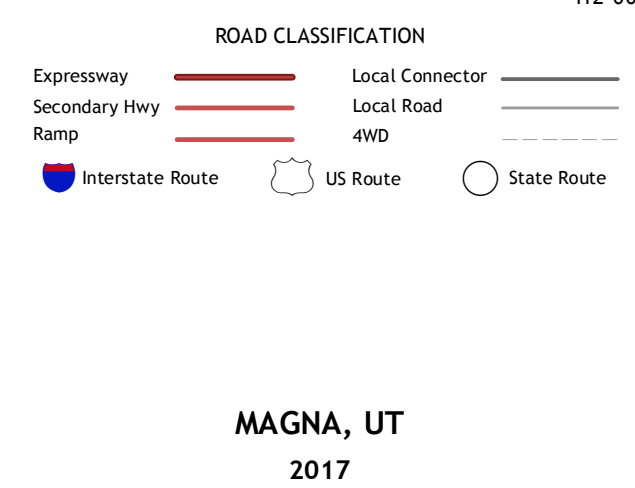 ROAD CLASSIFICATION
Expressway
Local Connector
Secondary Hwy
Local Road
Ramp
4WD
Interstate Route
US Route
State Route
MAGNA, UT
2017